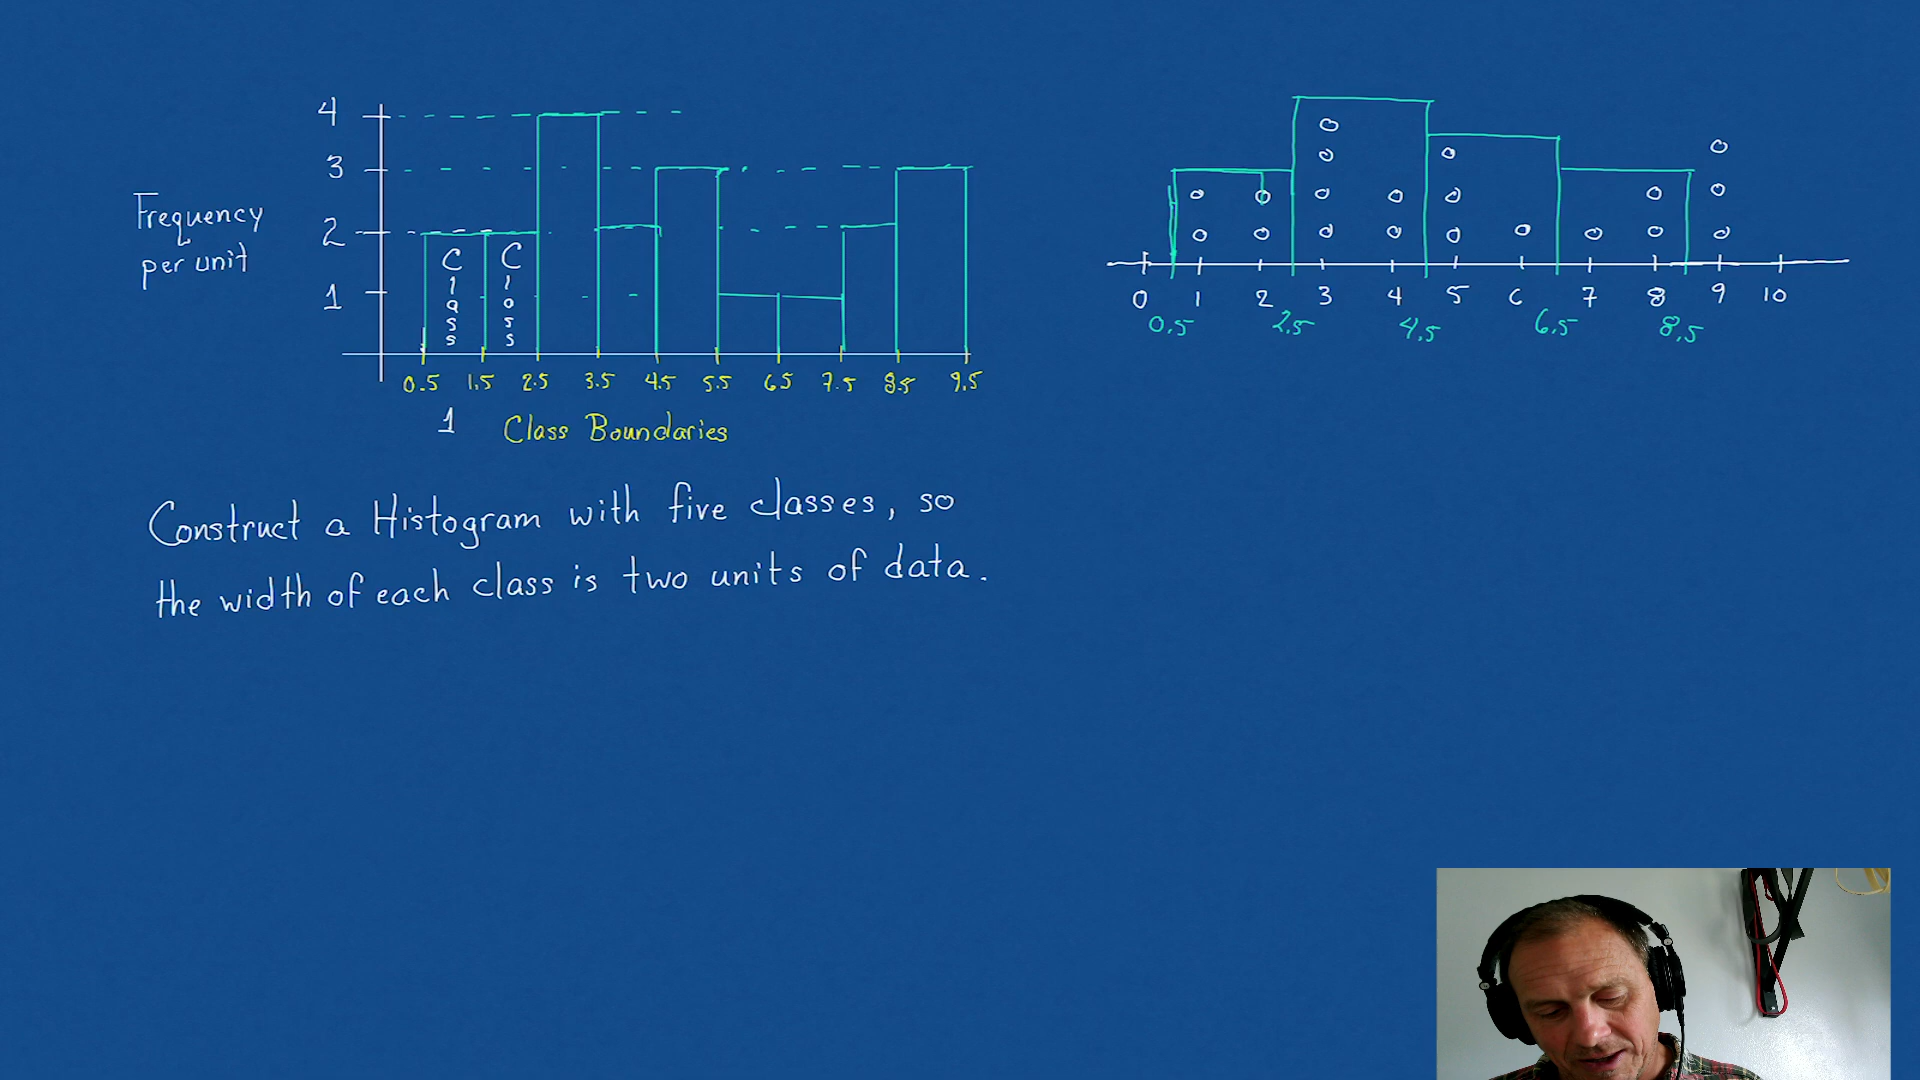 4
3
Frequency
2
per unit
1
C
l
a
s
s
C
l
a
s
s
0.5 1.5 2.5 3.5 4.5 5.5 6.5 7.5 8.5 9.5
1 Class Boundaries
0 1 2 3 4 5 6 7 8 9 10
0.5 2.5 4.5 6.5 8.5
Construct a Histogram with five classes, so
the width of each class is two units of data.